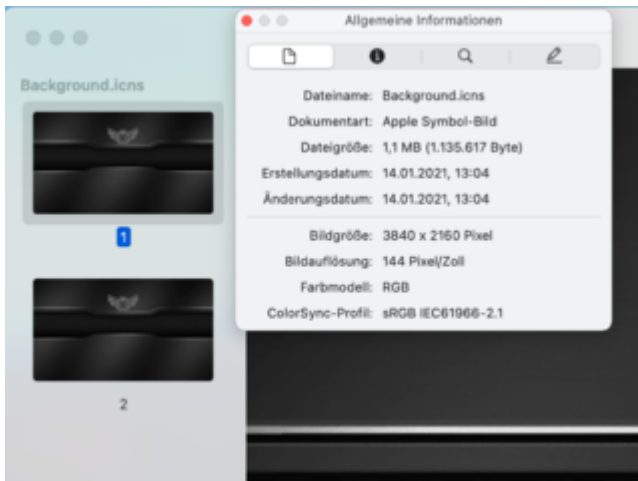 Allgemeine Informationen
Background.icns
Dateiname: Background.icns
Dokumentart: Apple Symbol-Bild
Dateigröße: 1,1 MB (1.135.617 Byte)
Erstellungsdatum: 14.01.2021, 13:04
Änderungsdatum: 14.01.2021, 13:04
Bildgröße: 3840 x 2160 Pixel
Bildauflösung: 144 Pixel/Zoll
Farbmodell: RGB
ColorSync-Profil: sRGB IEC61966-2.1
1
2